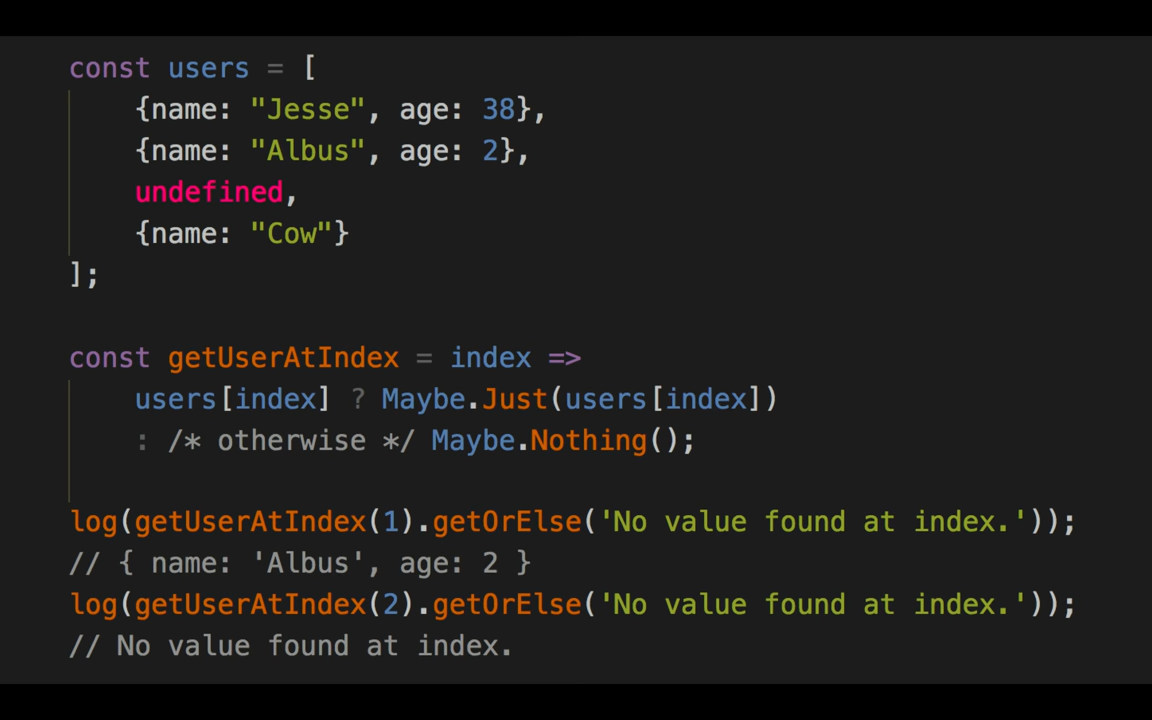 const users = [
    {name: "Jesse", age: 38},
    {name: "Albus", age: 2},
    undefined,
    {name: "Cow"}
];

const getUserAtIndex = index =>
    users[index] ? Maybe.Just(users[index])
    : /* otherwise */ Maybe.Nothing();

log(getUserAtIndex(1).getOrElse('No value found at index.'));
// { name: 'Albus', age: 2 }
log(getUserAtIndex(2).getOrElse('No value found at index.'));
// No value found at index.